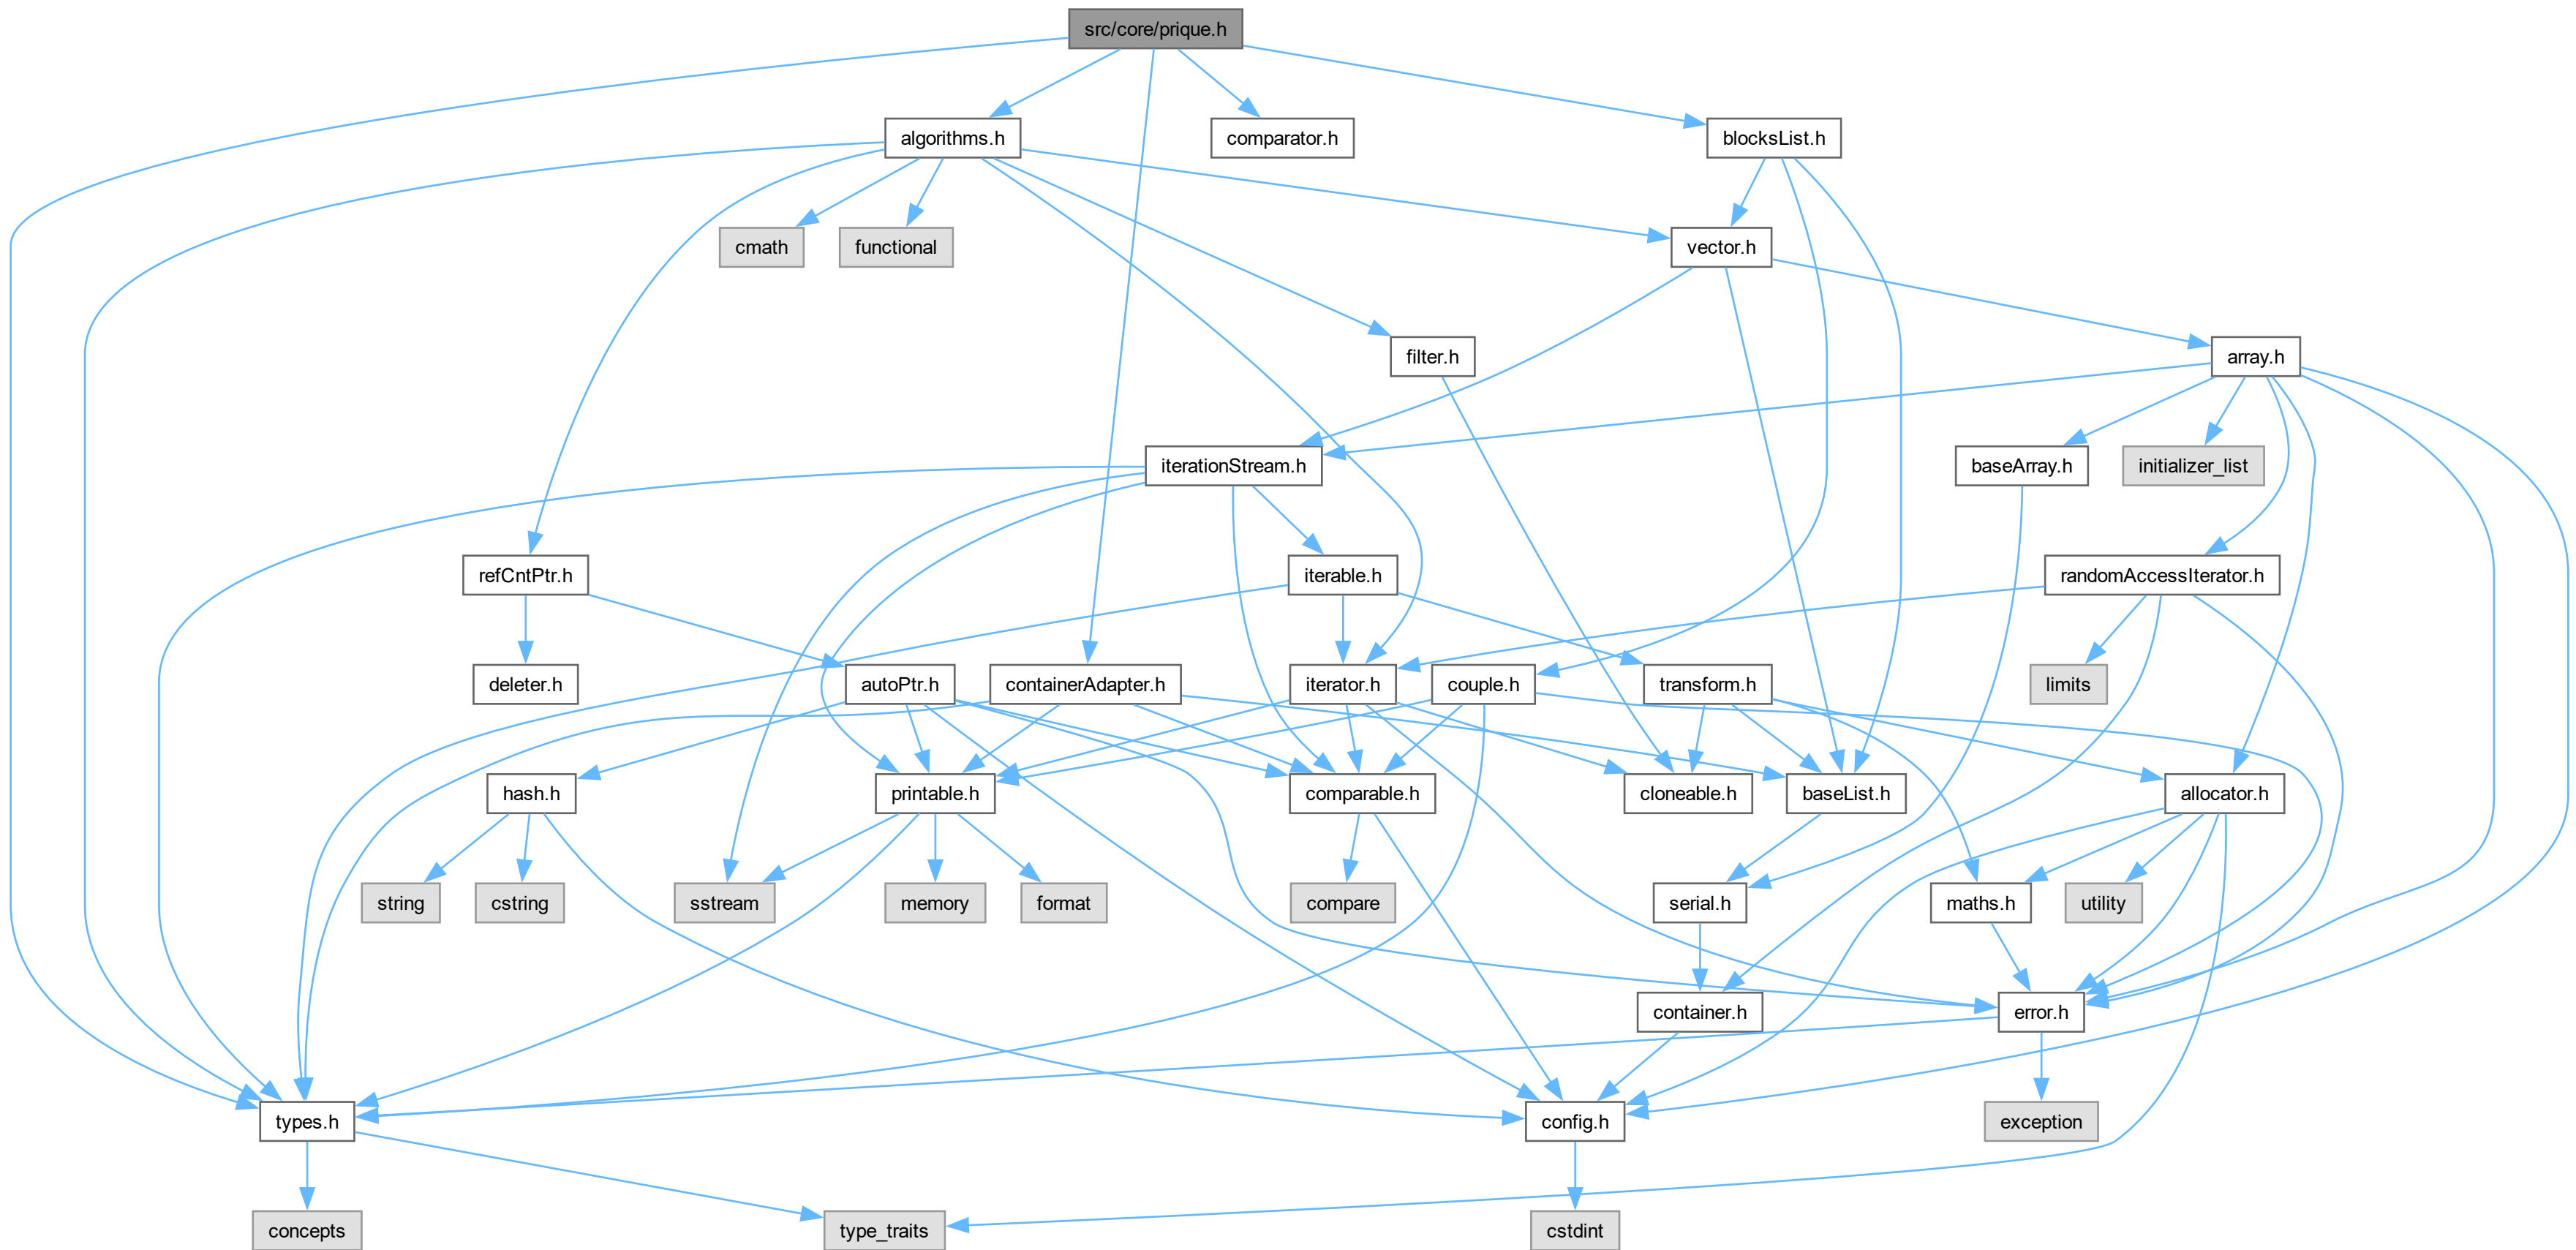 src/core/prique.h
algorithms.h
comparator.h
blocksList.h
cmath
functional
vector.h
filter.h
array.h
iterationStream.h
baseArray.h
initializer_list
refCntPtr.h
iterable.h
randomAccessIterator.h
deleter.h
autoPtr.h
containerAdapter.h
iterator.h
couple.h
transform.h
limits
hash.h
printable.h
comparable.h
cloneable.h
baseList.h
allocator.h
string
cstring
sstream
memory
format
compare
serial.h
maths.h
utility
container.h
error.h
types.h
config.h
exception
concepts
type_traits
cstdint